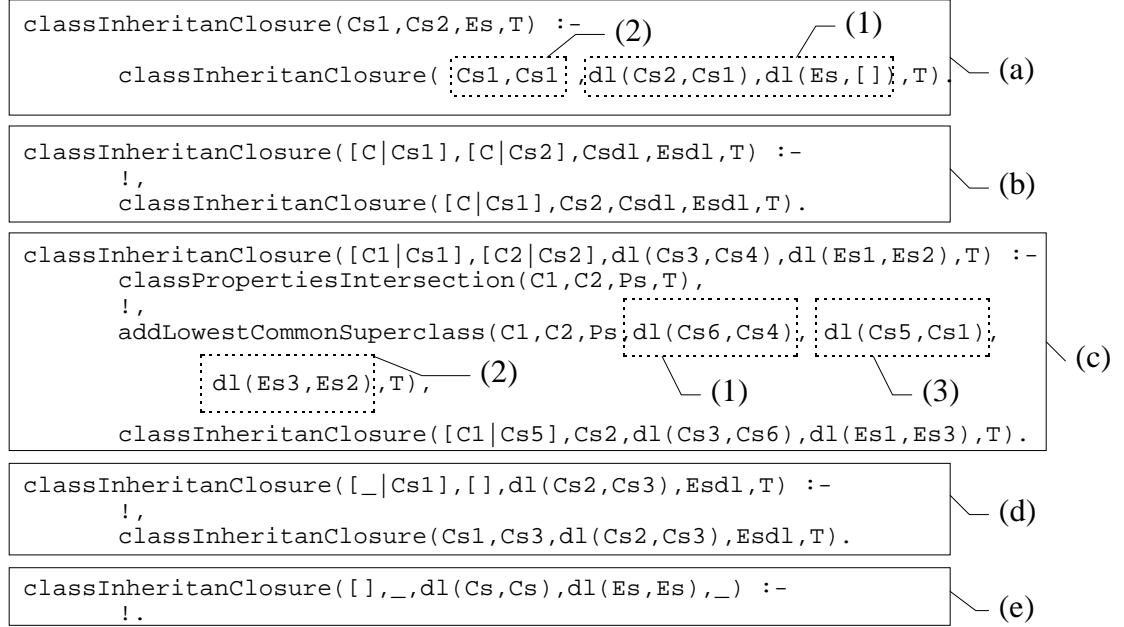 classInheritanClosure(Cs1,Cs2,Es,T) :-
(2)
(1)
classInheritanClosure( Cs1,Cs1 ,dl(Cs2,Cs1),dl(Es,[]),T).
(a)
classInheritanClosure([C|Cs1],[C|Cs2],Csdl,Esdl,T) :-
!,
classInheritanClosure([C|Cs1],Cs2,Csdl,Esdl,T).
(b)
classInheritanClosure([C1|Cs1],[C2|Cs2],dl(Cs3,Cs4),dl(Es1,Es2),T) :-
classPropertiesIntersection(C1,C2,Ps,T),
!,
addLowestCommonSuperclass(C1,C2,Ps,dl(Cs6,Cs4), dl(Cs5,Cs1),
dl(Es3,Es2),T),
(2)
(1)
(3)
(c)
classInheritanClosure([C1|Cs5],Cs2,dl(Cs3,Cs6),dl(Es1,Es3),T).
classInheritanClosure([_|Cs1],[],dl(Cs2,Cs3),Esdl,T) :-
!,
classInheritanClosure(Cs1,Cs3,dl(Cs2,Cs3),Esdl,T).
(d)
classInheritanClosure([],_,dl(Cs,Cs),dl(Es,Es),_) :-
!.
(e)